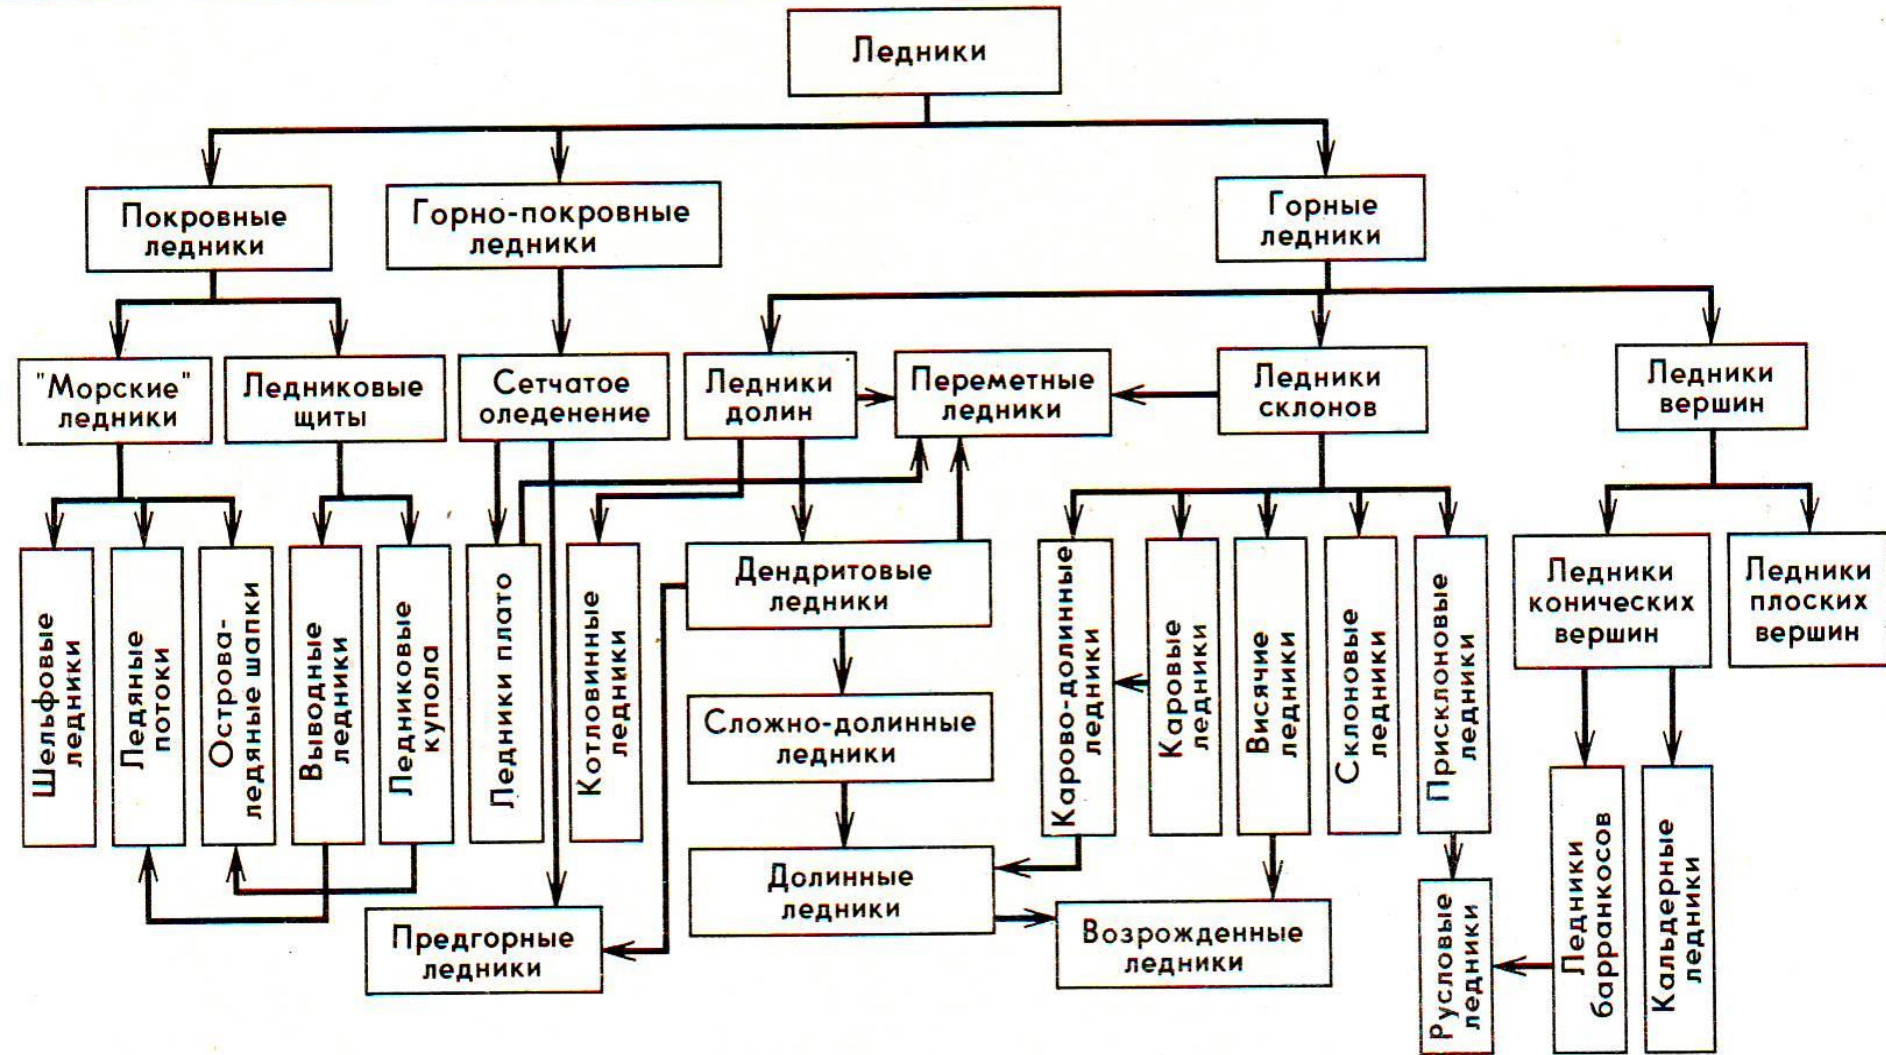 Ледники
Покровные
ледники
Горно-покровные
ледники
Горные
ледники
"Морские"
ледники
Ледниковые
щиты
Сетчатое
оледенение
Ледники
долин
Переметные
ледники
Ледники
склонов
Ледники
вершин
Шельфовые
ледники
Ледяные
потоки
Острова-
ледяные шапки
Выводные
ледники
Ледниковые
купола
Ледники плато
Котловинные
ледники
Дендритовые
ледники
Карово-долинные
ледники
Каровые
ледники
Висячие
ледники
Склоновые
ледники
Присклоновые
ледники
Ледники
конических
вершин
Ледники
плоских
вершин
Сложно-долинные
ледники
Долинные
ледники
Предгорные
ледники
Возрожденные
ледники
Русловые
ледники
Ледники
барранкосов
Кальдерные
ледники